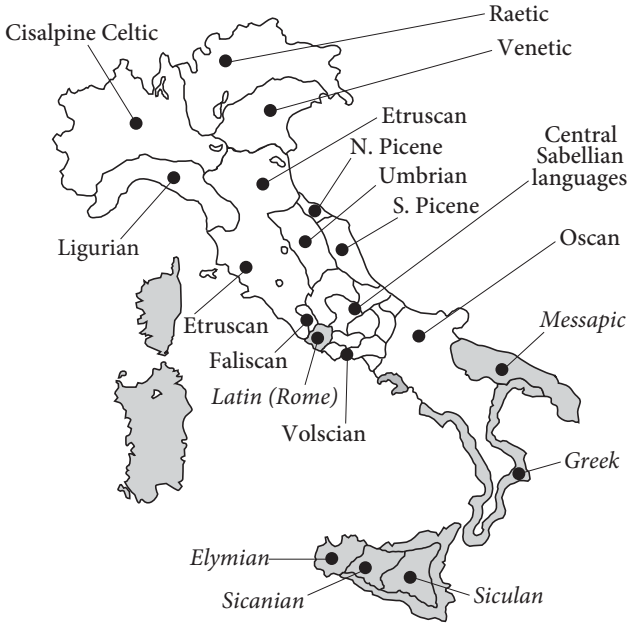 Raetic
Cisalpine Celtic
Venetic
Etruscan
Central
Sabellian
languages
N. Picene
Umbrian
S. Picene
Oscan
Ligurian
Messapic
Etruscan
Faliscan
Latin (Rome)
Volscian
Greek
Elymian
Sicanian
Siculan